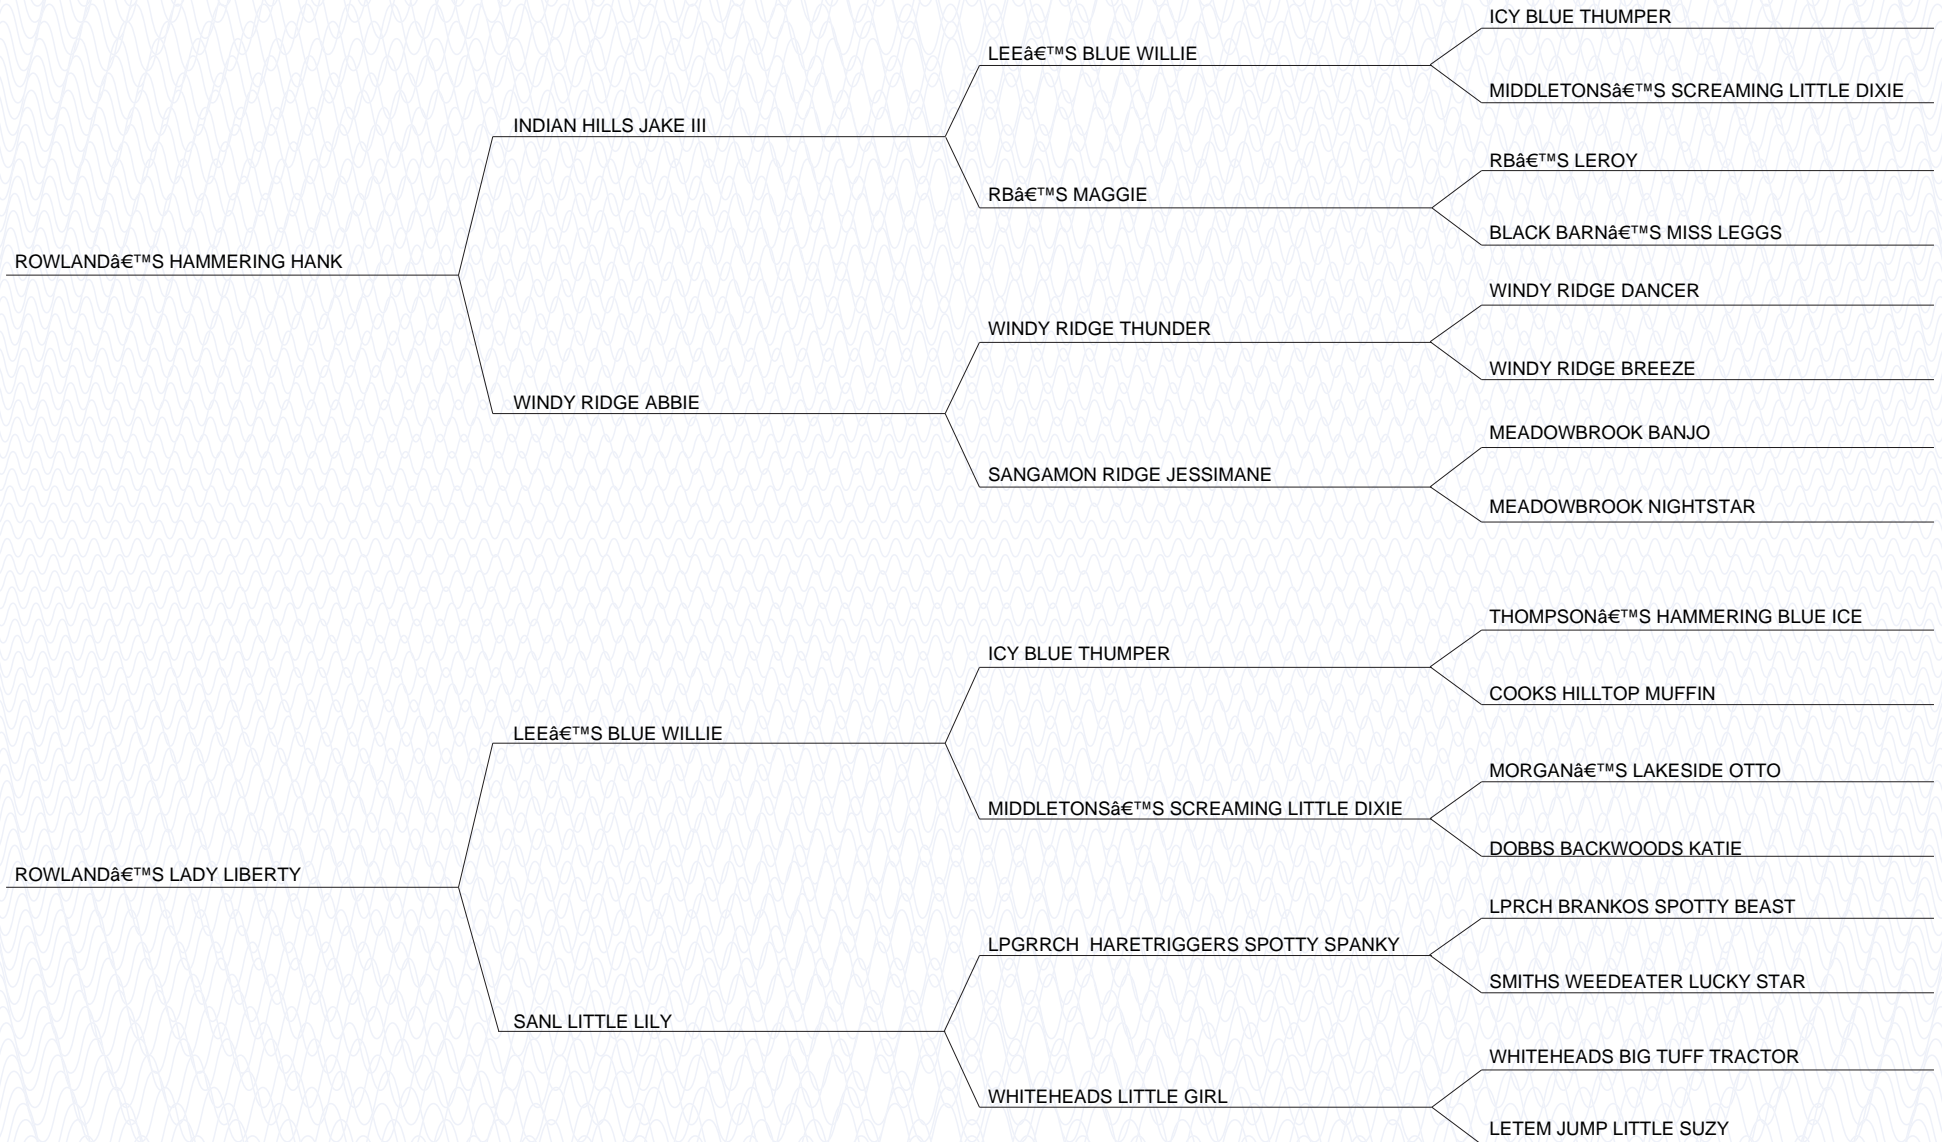 ICY BLUE THUMPER
LEEâ€™S BLUE WILLIE
MIDDLETONSâ€™S SCREAMING LITTLE DIXIE
INDIAN HILLS JAKE III
RBâ€™S LEROY
RBâ€™S MAGGIE
BLACK BARNâ€™S MISS LEGGS
ROWLANDâ€™S HAMMERING HANK
WINDY RIDGE DANCER
WINDY RIDGE THUNDER
WINDY RIDGE BREEZE
WINDY RIDGE ABBIE
MEADOWBROOK BANJO
SANGAMON RIDGE JESSIMANE
MEADOWBROOK NIGHTSTAR
THOMPSONâ€™S HAMMERING BLUE ICE
ICY BLUE THUMPER
COOKS HILLTOP MUFFIN
LEEâ€™S BLUE WILLIE
MORGANâ€™S LAKESIDE OTTO
MIDDLETONSâ€™S SCREAMING LITTLE DIXIE
DOBBS BACKWOODS KATIE
ROWLANDâ€™S LADY LIBERTY
LPRCH BRANKOS SPOTTY BEAST
LPGRRCH  HARETRIGGERS SPOTTY SPANKY
SMITHS WEEDEATER LUCKY STAR
SANL LITTLE LILY
WHITEHEADS BIG TUFF TRACTOR
WHITEHEADS LITTLE GIRL
LETEM JUMP LITTLE SUZY